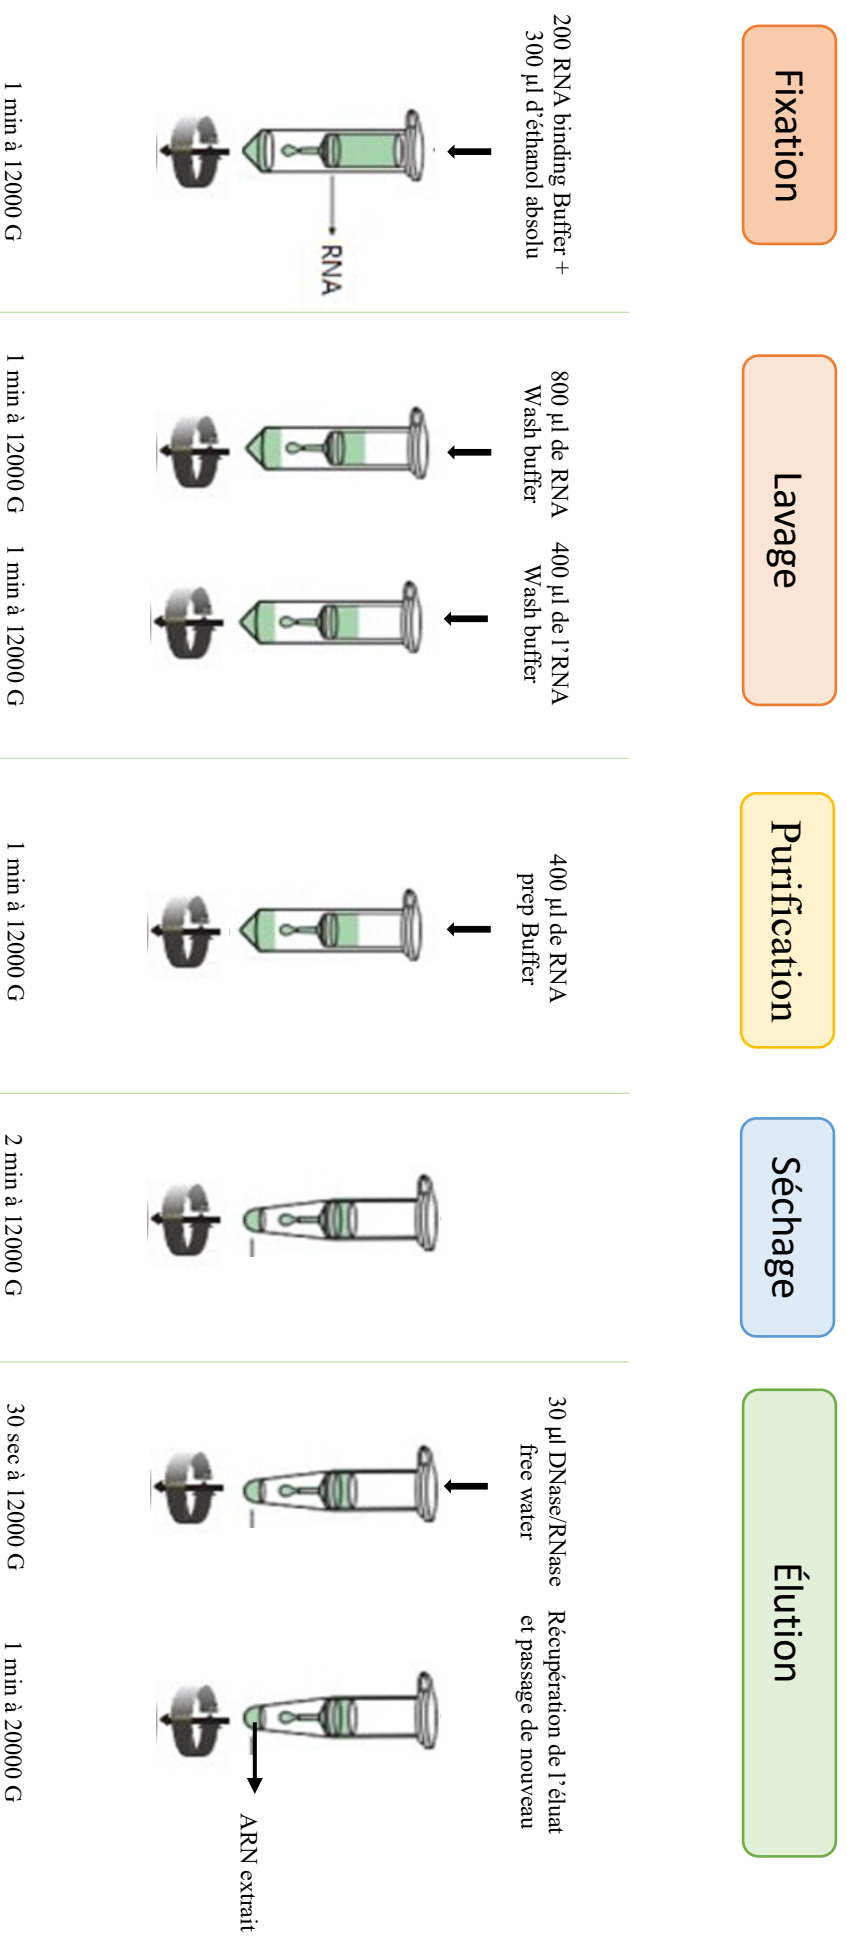 Fixation
Lavage
Purification
Séchage
Élution
200 RNA binding Buffer +
300 µl d'éthanol absolu
800 µl de RNA
Wash buffer
400 µl de l'RNA
Wash buffer
400 µl de RNA
prep Buffer
30 µl DNase/RNase
free water
Récupération de l'éluat
et passage de nouveau
RNA
ARN extrait
1 min à 12000 G
1 min à 12000 G
1 min à 12000 G
1 min à 12000 G
2 min à 12000 G
30 sec à 12000 G
1 min à 20000 G